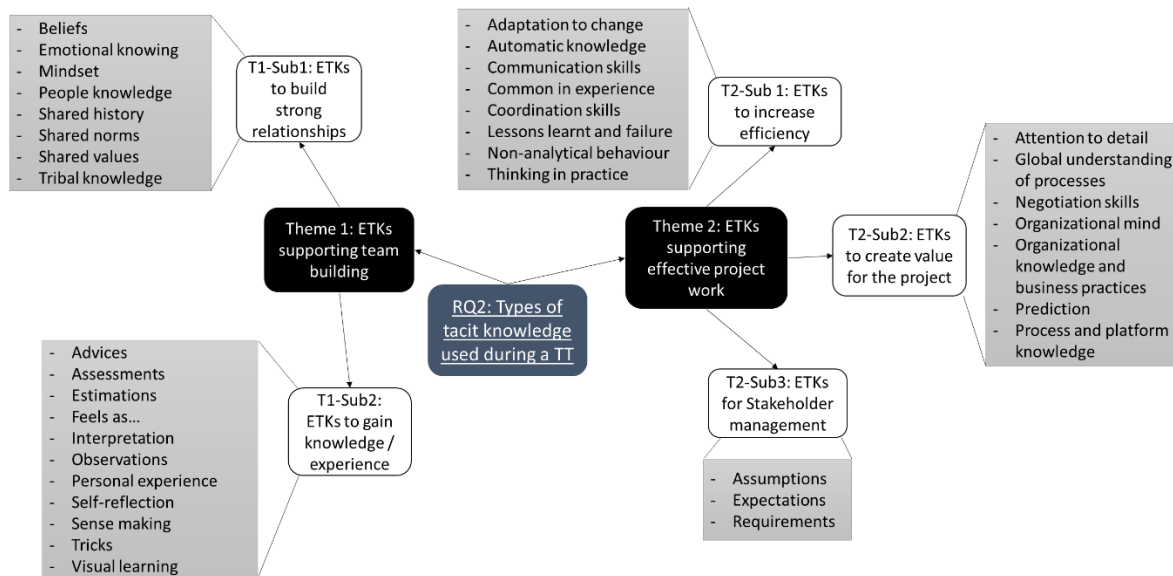 - Beliefs
- Emotional knowing
- Mindset
- People knowledge
- Shared history
- Shared norms
- Shared values
- Tribal knowledge
T1-Sub1: ETKs
to build
strong
relationships
- Adaptation to change
- Automatic knowledge
- Communication skills
- Common in experience
- Coordination skills
- Lessons learnt and failure
- Non-analytical behaviour
- Thinking in practice
T2-Sub 1: ETKs
to increase
efficiency
- Attention to detail
- Global understanding
of processes
- Negotiation skills
- Organizational mind
- Organizational
knowledge and
business practices
- Prediction
- Process and platform
knowledge
T2-Sub2: ETKs
to create value
for the project
Theme 1: ETKs
supporting team
building
Theme 2: ETKs
supporting
effective project
work
RQ2: Types of
tacit knowledge
used during a TT
- Advices
- Assessments
- Estimations
- Feels as...
- Interpretation
- Observations
- Personal experience
- Self-reflection
- Sense making
- Tricks
- Visual learning
T1-Sub2:
ETKs to gain
knowledge /
experience
T2-Sub3: ETKs
for Stakeholder
management
- Assumptions
- Expectations
- Requirements